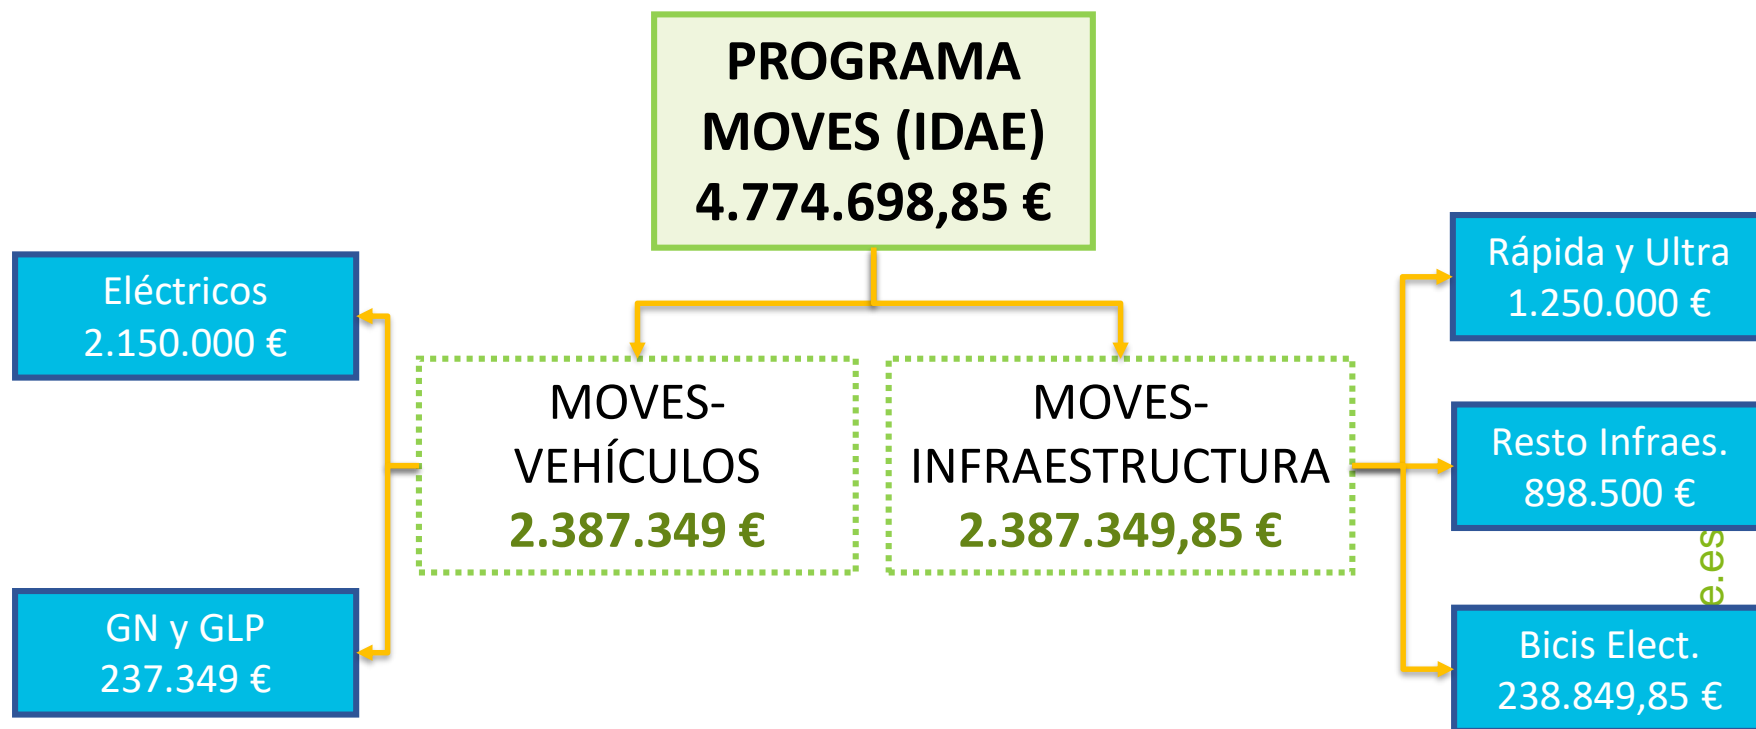 PROGRAMA
MOVES (IDAE)
4.774.698,85 €
Eléctricos
2.150.000 €
GN y GLP
237.349 €
MOVES-
VEHÍCULOS
2.387.349 €
MOVES-
INFRAESTRUCTURA
2.387.349,85 €
Rápida y Ultra
1.250.000 €
Resto Infraes.
898.500 €
Bicis Elect.
238.849,85 €
e.es